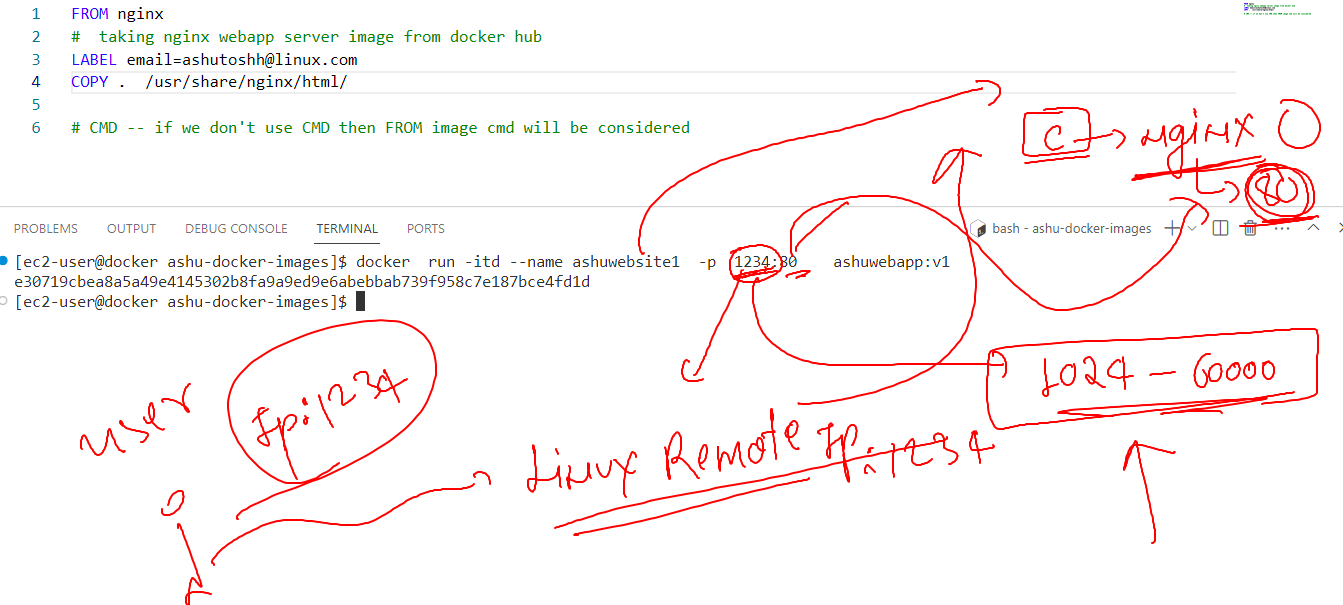 1 FROM nginx
2 #  taking nginx webapp server image from docker hub
3 LABEL email=ashutoshh@linux.com
4 COPY .  /usr/share/nginx/html/
5
6 # CMD -- if we don't use CMD then FROM image cmd will be considered
C nginx
80
PROBLEMS OUTPUT DEBUG CONSOLE TERMINAL PORTS bash - ashu-docker-images
[ec2-user@docker ashu-docker-images]$ docker  run -itd --name ashuwebsite1  -p  1234:80    ashuwebapp:v1
e30719cbea8a5a49e4145302b8fa9a9ed9e6abebbab739f958c7e187bce4fd1d
[ec2-user@docker ashu-docker-images]$
1024 - 60000
user Ip:1234
Linux Remote Ip:1234